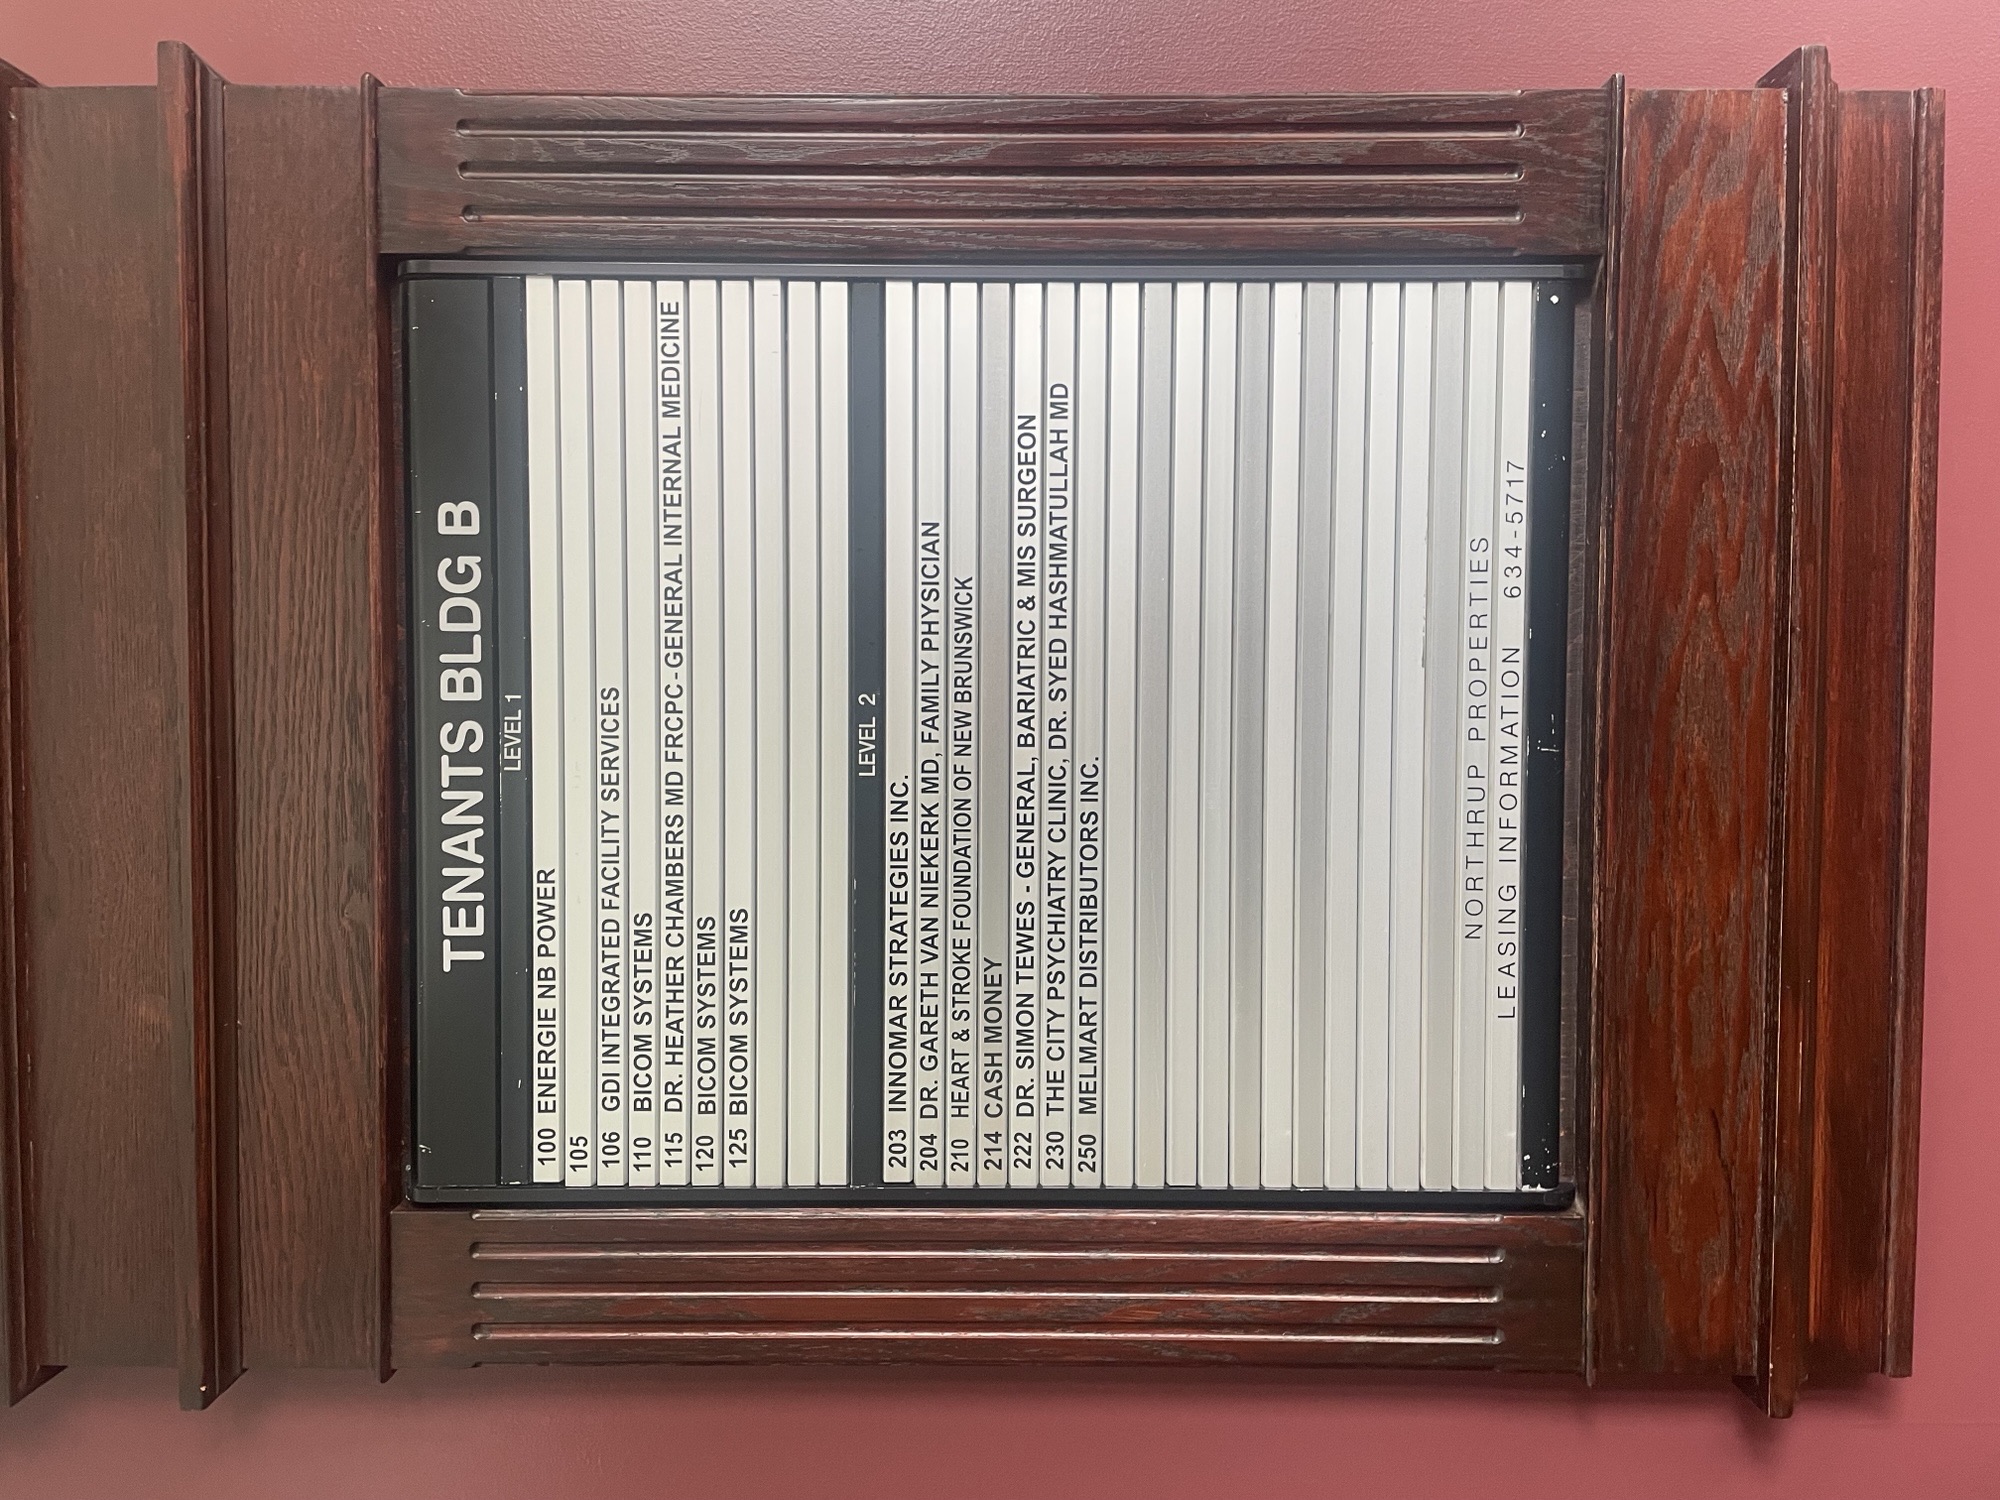 TENANTS BLDG B
LEVEL 1
100 ENERGIE NB POWER
105
106 GDI INTEGRATED FACILITY SERVICES
110 BICOM SYSTEMS
115 DR. HEATHER CHAMBERS MD FRCPC-GENERAL INTERNAL MEDICINE
120 BICOM SYSTEMS
125 BICOM SYSTEMS
LEVEL 2
203 INNOMAR STRATEGIES INC.
204 DR. GARETH VAN NIEKERK MD, FAMILY PHYSICIAN
210 HEART & STROKE FOUNDATION OF NEW BRUNSWICK
214 CASH MONEY
222 DR. SIMON TEWES - GENERAL, BARIATRIC & MIS SURGEON
230 THE CITY PSYCHIATRY CLINIC, DR. SYED HASHMATULLAH MD
250 MELMART DISTRIBUTORS INC.
NORTHRUP PROPERTIES
LEASING INFORMATION 634-5717